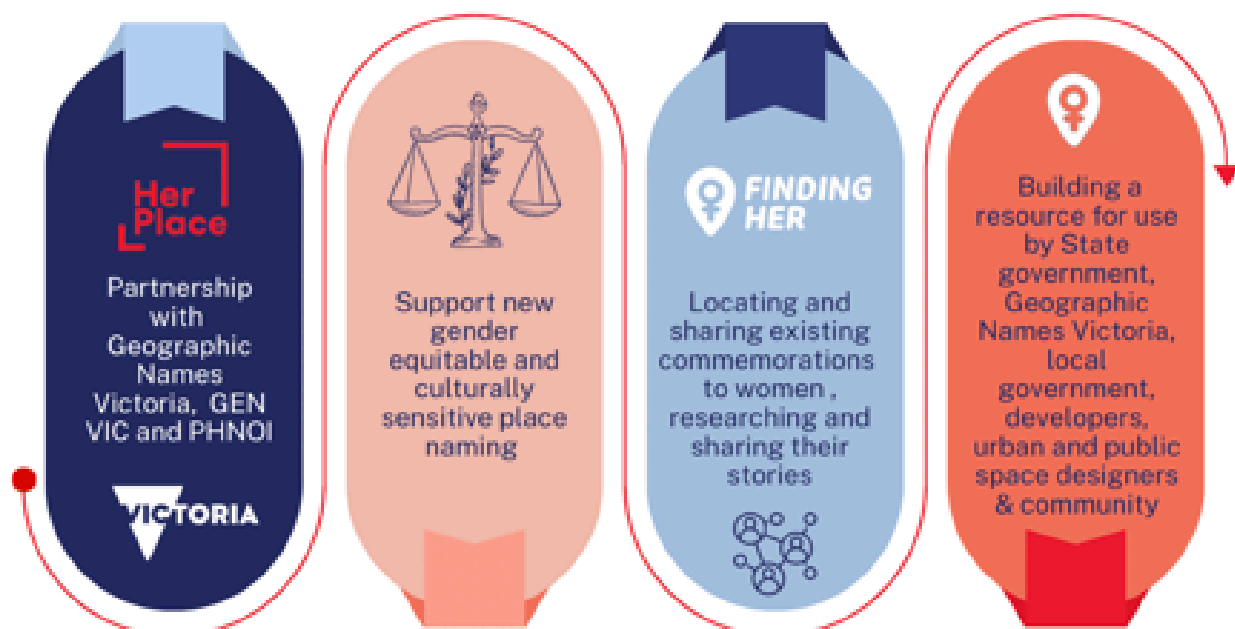 Her
Place
Partnership
with
Geographic
Names
Victoria, GEN
VIC and PHNOI
VICTORIA
Support new
gender
equitable and
culturally
sensitive place
naming
FINDING
HER
Locating and
sharing existing
commemorations
to women ,
researching and
sharing their
stories
Building a
resource for use
by State
government,
Geographic
Names Victoria,
local
government,
developers,
urban and public
space designers
& community